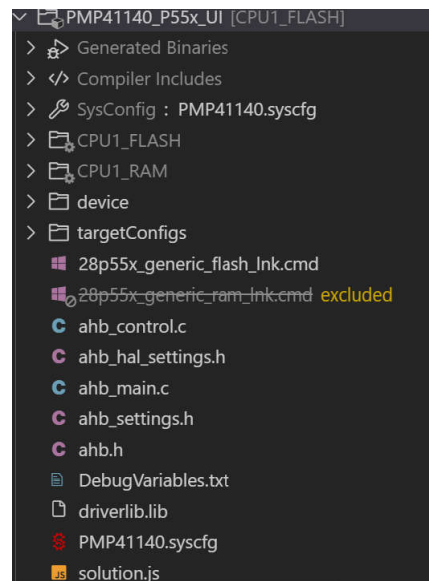 PMP41140_P55x_UI [CPU1_FLASH]
Generated Binaries
Compiler Includes
SysConfig : PMP41140.syscfg
CPU1_FLASH
CPU1_RAM
device
targetConfigs
28p55x_generic_flash_lnk.cmd
28p55x_generic_ram_lnk.cmd excluded
ahb_control.c
ahb_hal_settings.h
ahb_main.c
ahb_settings.h
ahb.h
DebugVariables.txt
driverlib.lib
PMP41140.syscfg
solution.js